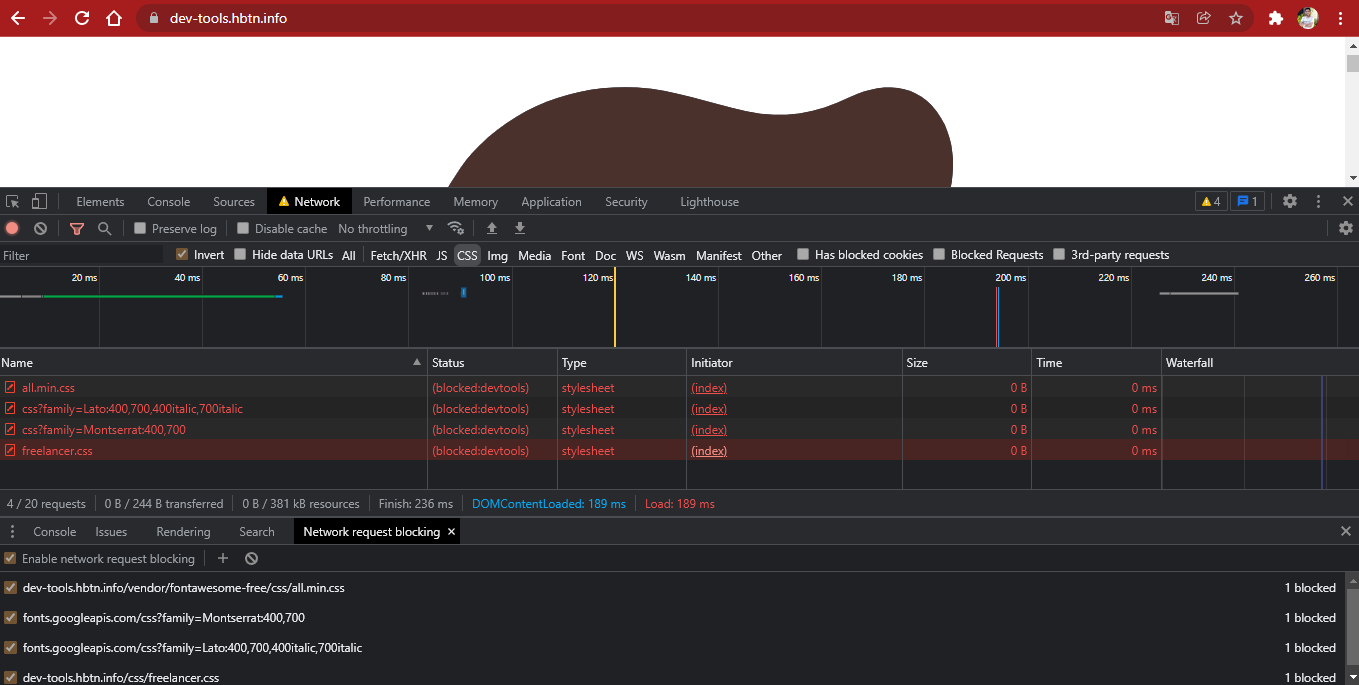 dev-tools.hbtn.info
Elements Console Sources Network Performance Memory Application Security Lighthouse 4 1
Preserve log Disable cache No throttling
Filter Invert Hide data URLs All Fetch/XHR JS CSS Img Media Font Doc WS Wasm Manifest Other Has blocked cookies Blocked Requests 3rd-party requests
20 ms 40 ms 60 ms 80 ms 100 ms 120 ms 140 ms 160 ms 180 ms 200 ms 220 ms 240 ms 260 ms
Name Status Type Initiator Size Time Waterfall
all.min.css (blocked:devtools) stylesheet (index) 0 B 0 ms
css?family=Lato:400,700,400italic,700italic (blocked:devtools) stylesheet (index) 0 B 0 ms
css?family=Montserrat:400,700 (blocked:devtools) stylesheet (index) 0 B 0 ms
freelancer.css (blocked:devtools) stylesheet (index) 0 B 0 ms
4 / 20 requests 0 B / 244 B transferred 0 B / 381 kB resources Finish: 236 ms DOMContentLoaded: 189 ms Load: 189 ms
Console Issues Rendering Search Network request blocking
Enable network request blocking
dev-tools.hbtn.info/vendor/fontawesome-free/css/all.min.css 1 blocked
fonts.googleapis.com/css?family=Montserrat:400,700 1 blocked
fonts.googleapis.com/css?family=Lato:400,700,400italic,700italic 1 blocked
dev-tools.hbtn.info/css/freelancer.css 1 blocked